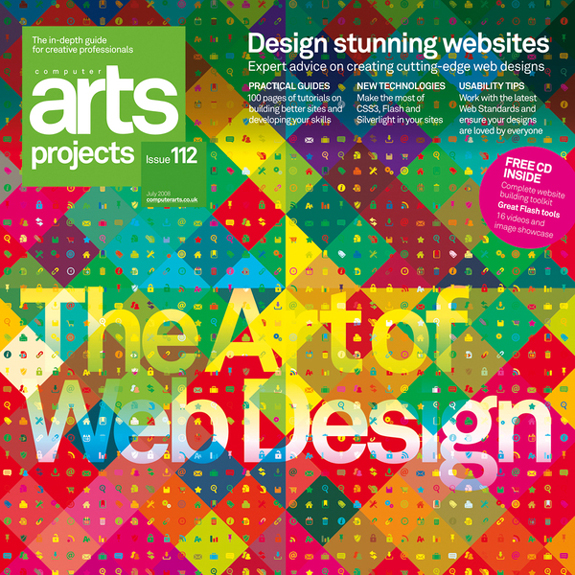 The in-depth guide
for creative professionals
computer
arts
projects
Issue 112
July 2008
computerarts.co.uk
Design stunning websites
Expert advice on creating cutting-edge web designs
PRACTICAL GUIDES
100 pages of tutorials on
building better sites and
developing your skills
NEW TECHNOLOGIES
Make the most of
CSS3, Flash and
Silverlight in your sites
USABILITY TIPS
Work with the latest
Web Standards and
ensure your designs
are loved by everyone
FREE CD
INSIDE
Complete website
building toolkit
Great Flash tools
16 videos and
image showcase
The Art of
Web Design